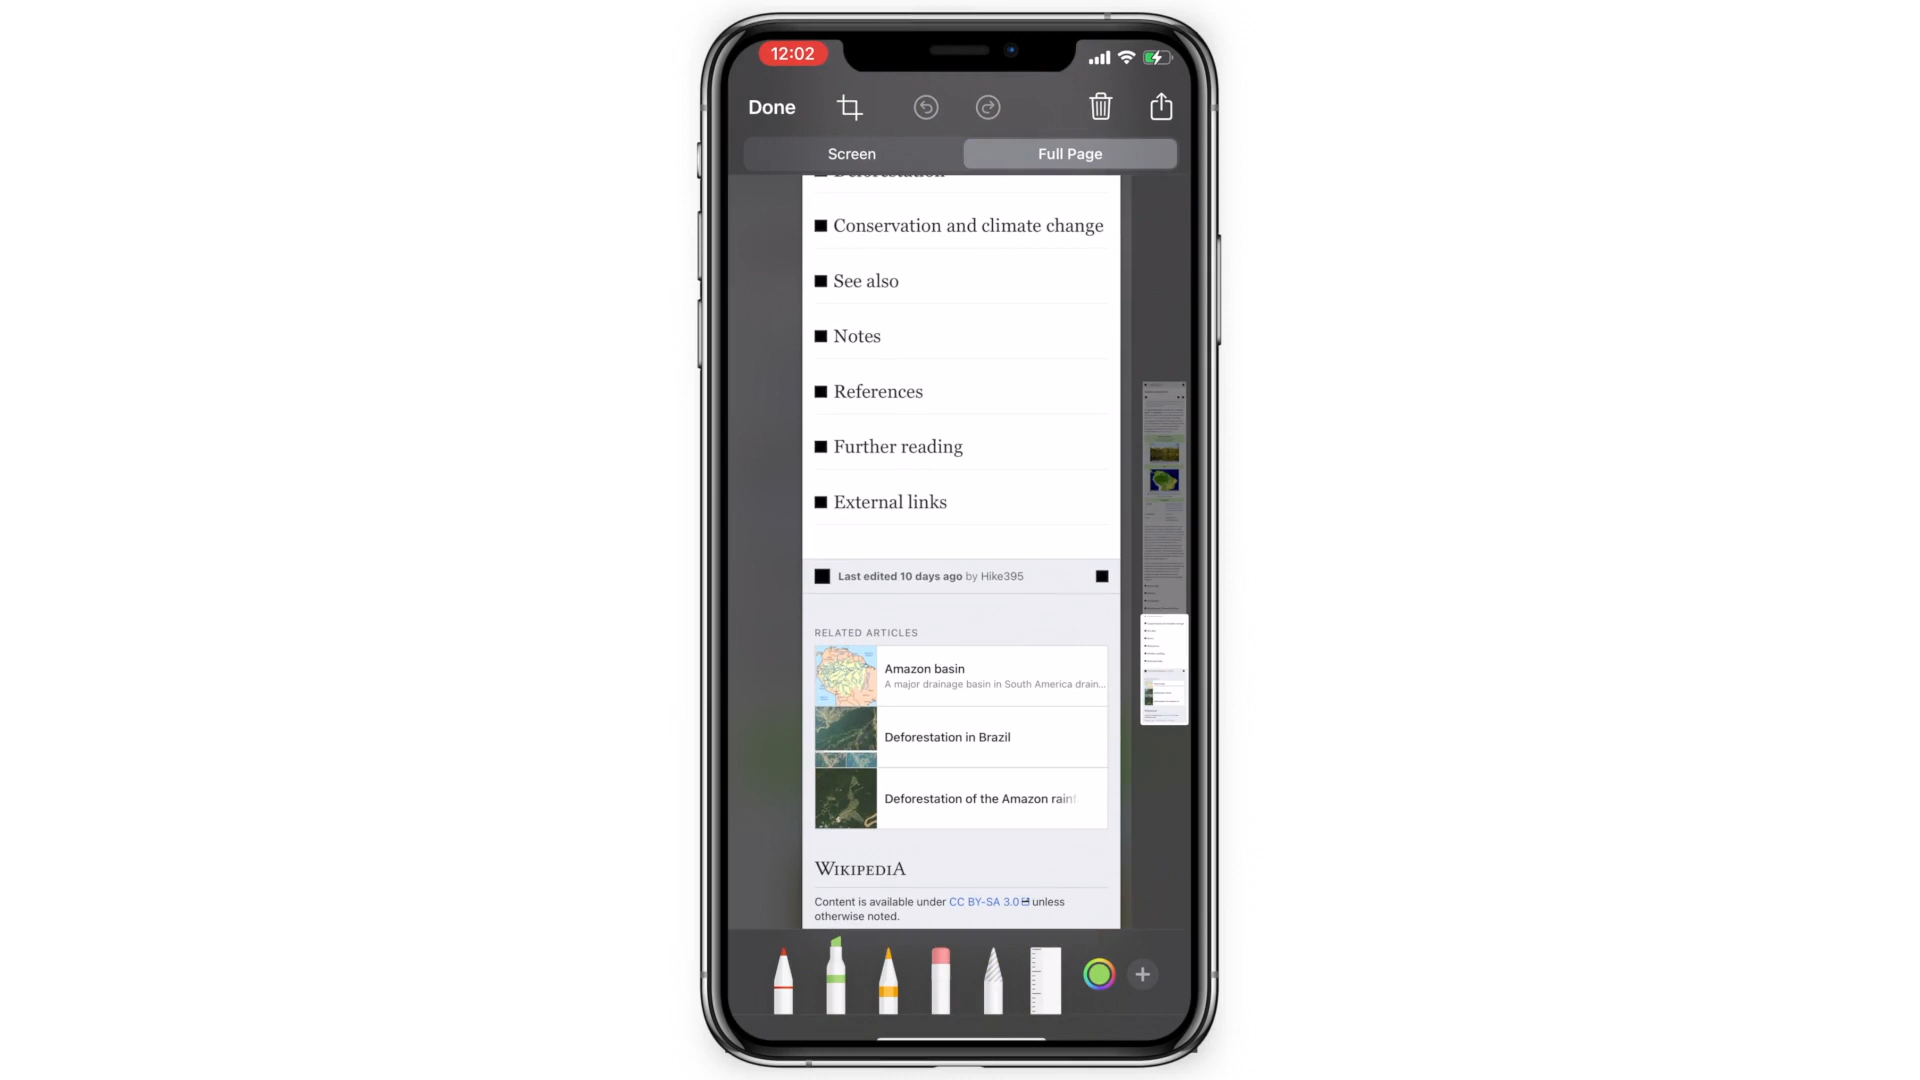 12:02
Done
Screen
Full Page
Deforestation
Conservation and climate change
See also
Notes
References
Further reading
External links
Last edited 10 days ago by Hike395
RELATED ARTICLES
Amazon basin
A major drainage basin in South America drain...
Deforestation in Brazil
Deforestation of the Amazon rainf
WIKIPEDIA
Content is available under CC BY-SA 3.0 unless
otherwise noted.